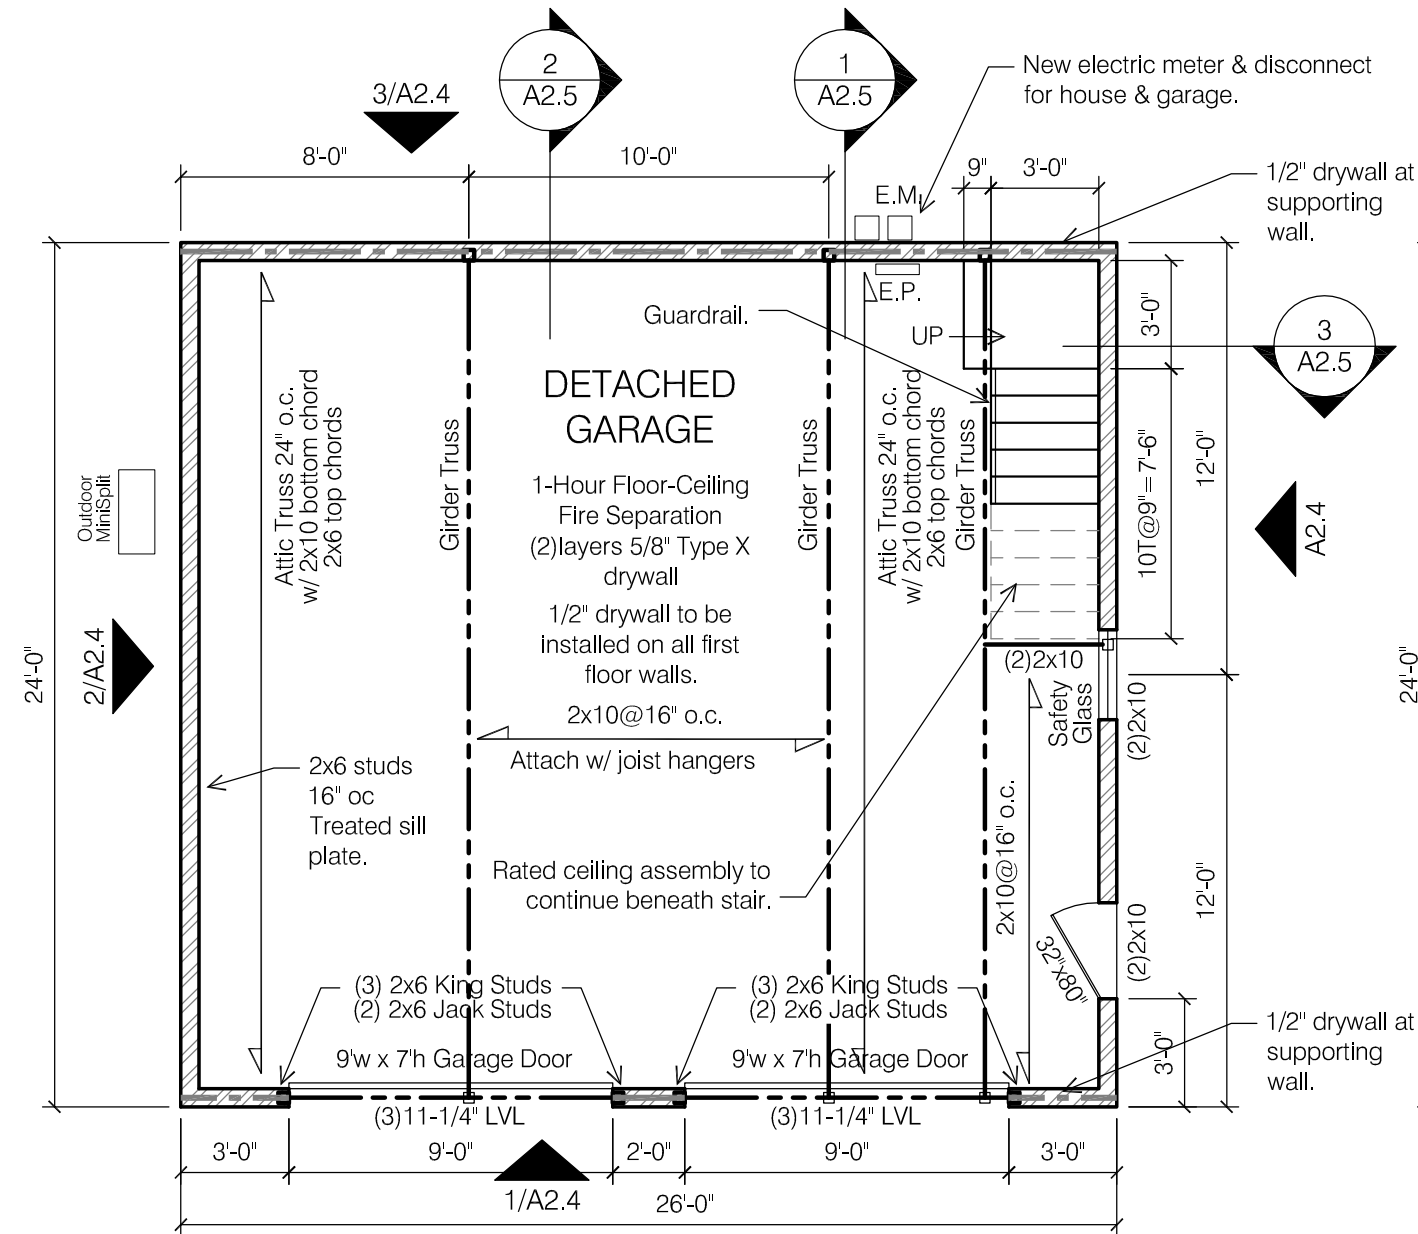 2
A2.5
1
A2.5
New electric meter & disconnect
for house & garage.
3/A2.4
8'-0"
10'-0"
9"
3'-0"
E.M.
1/2" drywall at
supporting
wall.
E.P.
Guardrail.
UP
3'-0"
3
A2.5
DETACHED
GARAGE
1-Hour Floor-Ceiling
Fire Separation
(2)layers 5/8" Type X
drywall
1/2" drywall to be
installed on all first
floor walls.
2x10@16" o.c.
Attach w/ joist hangers
Attic Truss 24" o.c.
w/ 2x10 bottom chord
2x6 top chords
Girder Truss
Girder Truss
Attic Truss 24" o.c.
w/ 2x10 bottom chord
2x6 top chords
Girder Truss
10T@9"=7'-6"
12'-0"
A2.4
Outdoor
MiniSplit
2/A2.4
24'-0"
24'-0"
(2)2x10
Safety
Glass
(2)2x10
2x6 studs
16" oc
Treated sill
plate.
Rated ceiling assembly to
continue beneath stair.
2x10@16" o.c.
12'-0"
(2)2x10
32"x80"
(3) 2x6 King Studs
(2) 2x6 Jack Studs
(3) 2x6 King Studs
(2) 2x6 Jack Studs
3'-0"
1/2" drywall at
supporting
wall.
9'w x 7'h Garage Door
9'w x 7'h Garage Door
(3)11-1/4" LVL
(3)11-1/4" LVL
3'-0"
9'-0"
2'-0"
9'-0"
3'-0"
1/A2.4
26'-0"